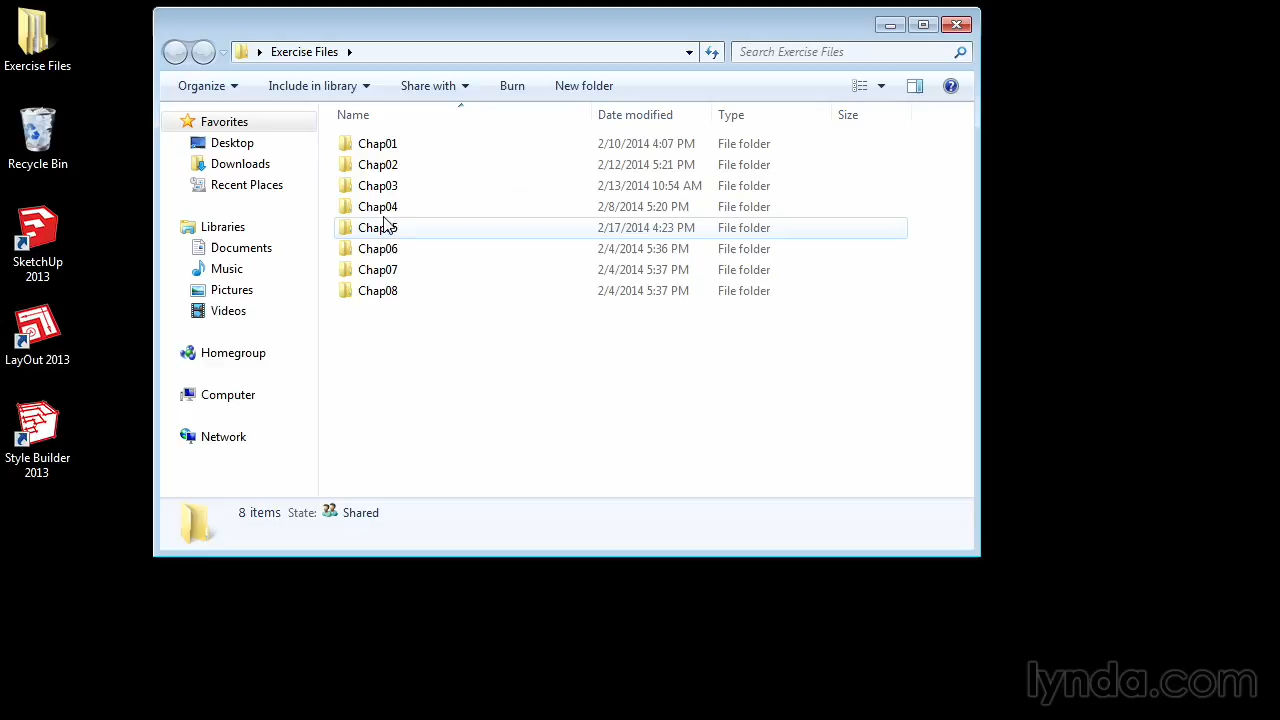 Exercise Files
Recycle Bin
SketchUp
2013
LayOut 2013
Style Builder
2013
Exercise Files
Search Exercise Files
Organize
Include in library
Share with
Burn
New folder
Favorites
Desktop
Downloads
Recent Places
Libraries
Documents
Music
Pictures
Videos
Homegroup
Computer
Network
Name Date modified Type Size
Chap01 2/10/2014 4:07 PM File folder
Chap02 2/12/2014 5:21 PM File folder
Chap03 2/13/2014 10:54 AM File folder
Chap04 2/8/2014 5:20 PM File folder
Chap05 2/17/2014 4:23 PM File folder
Chap06 2/4/2014 5:36 PM File folder
Chap07 2/4/2014 5:37 PM File folder
Chap08 2/4/2014 5:37 PM File folder
8 items State: Shared
lynda.com